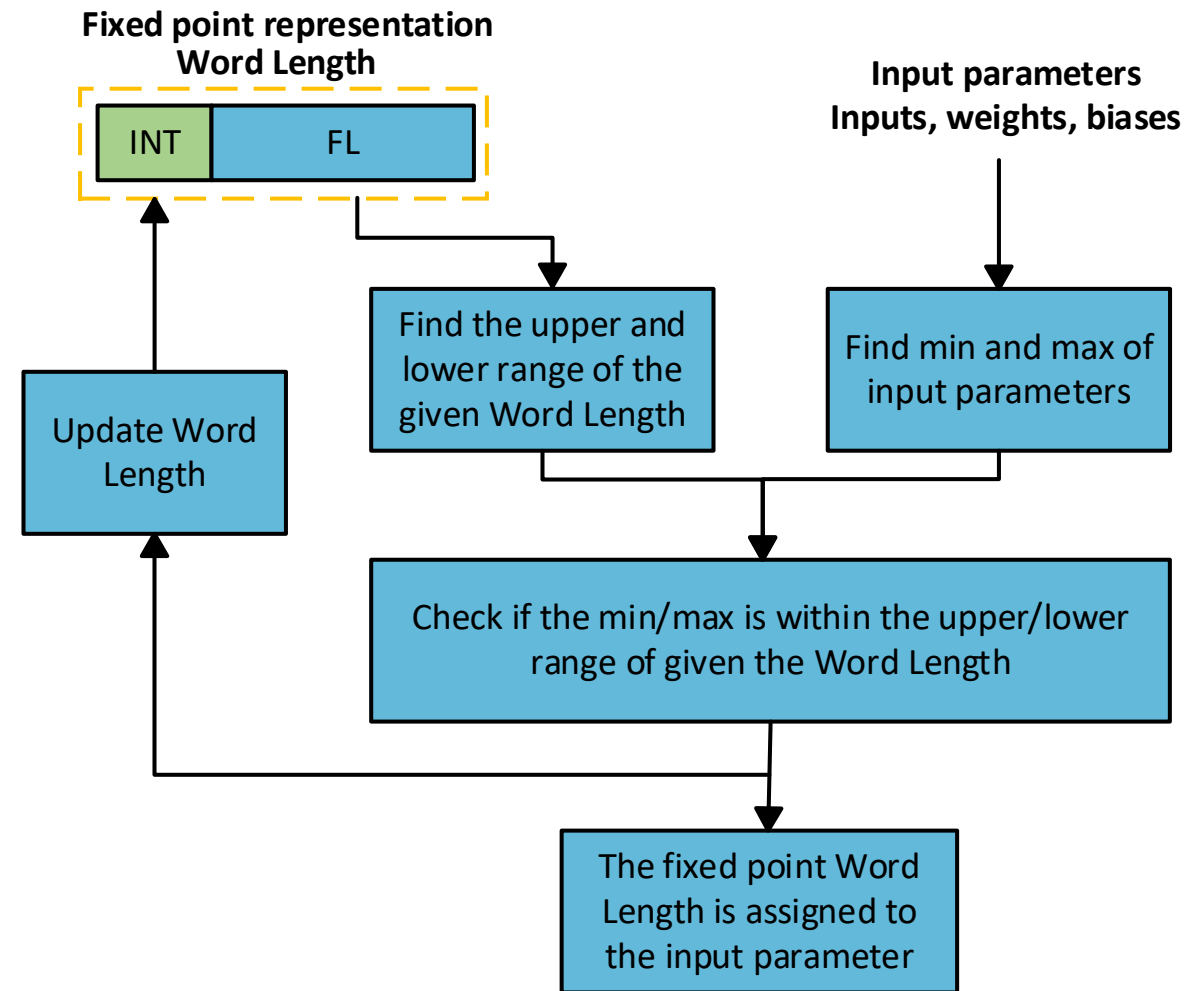 Fixed point representation
Word Length
INT
FL
Input parameters
Inputs, weights, biases
Find the upper and
lower range of the
given Word Length
Find min and max of
input parameters
Update Word
Length
Check if the min/max is within the upper/lower
range of given the Word Length
The fixed point Word
Length is assigned to
the input parameter